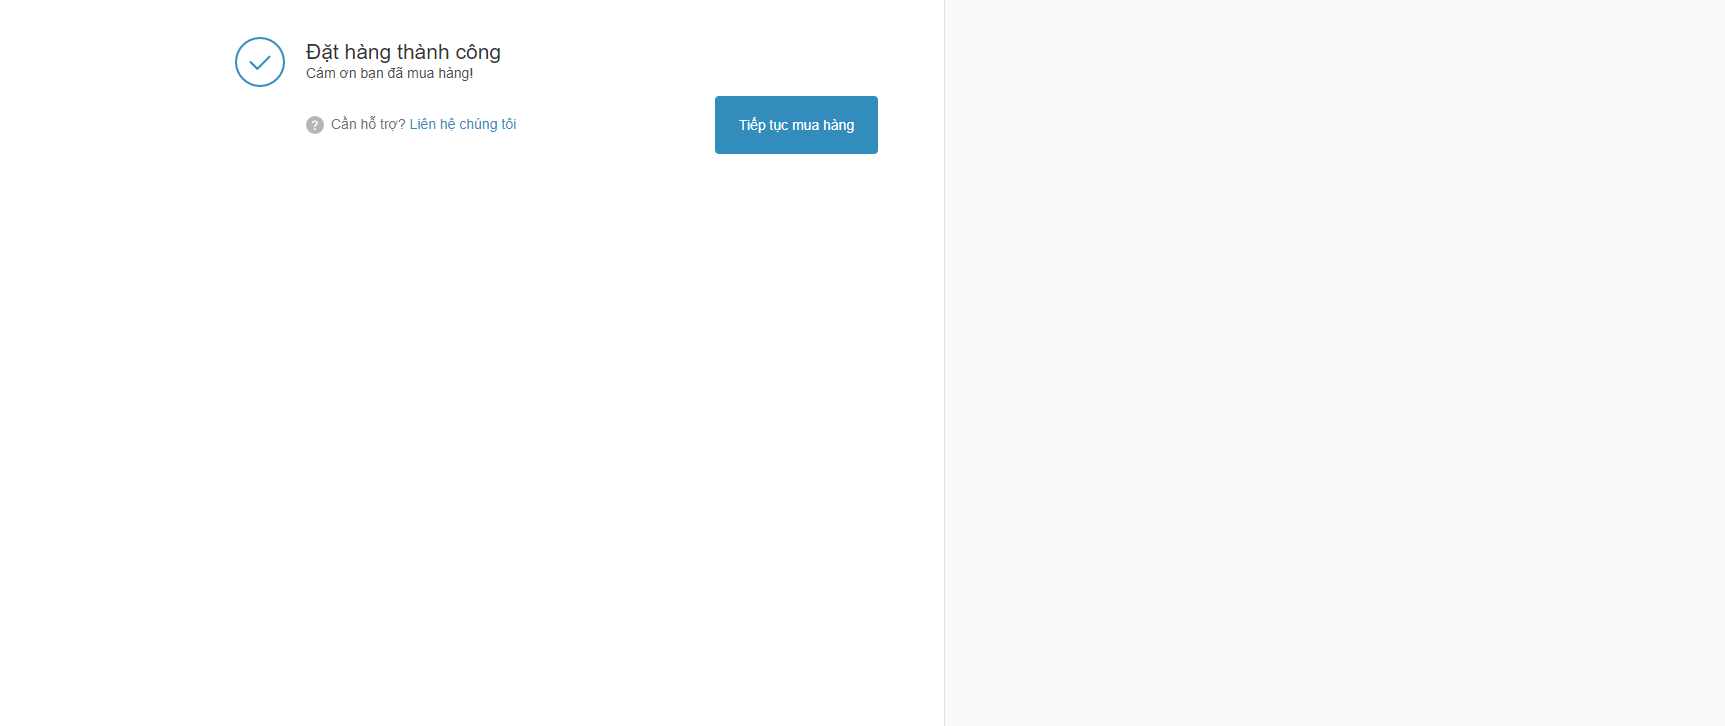 Đặt hàng thành công
Cám ơn bạn đã mua hàng!
? Cần hỗ trợ? Liên hệ chúng tôi
Tiếp tục mua hàng